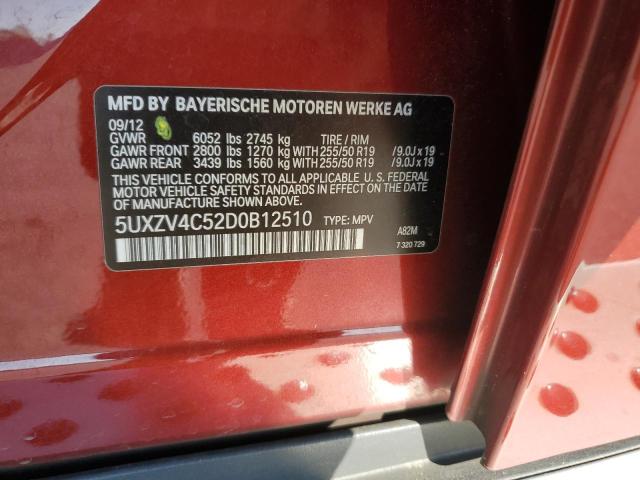 MFD BY BAYERISCHE MOTOREN WERKE AG
09/12
GVWR 6052 lbs 2745 kg TIRE / RIM
GAWR FRONT 2800 lbs 1270 kg WITH 255/50 R19 /9.0J x 19
GAWR REAR 3439 lbs 1560 kg WITH 255/50 R19 /9.0J x 19
THIS VEHICLE CONFORMS TO ALL APPLICABLE U. S. FEDERAL
MOTOR VEHICLE SAFETY STANDARDS IN EFFECT ON THE DATE
OF MANUFACTURE SHOWN ABOVE.
5UXZV4C52D0B12510 TYPE: MPV
A82M
7 320 729